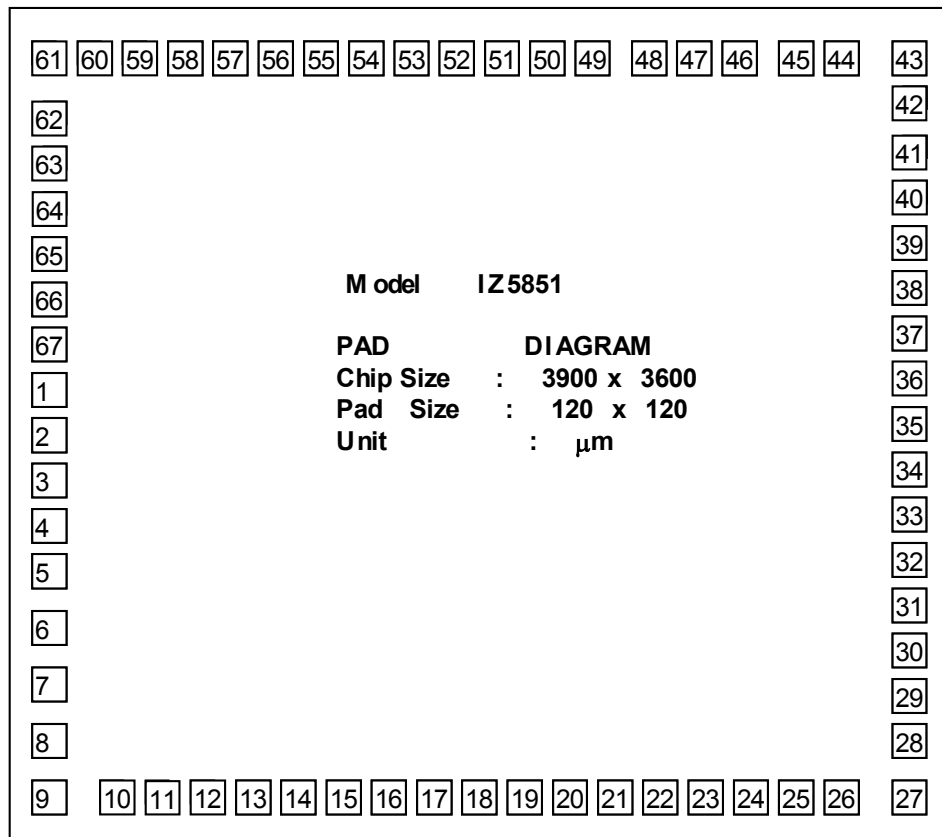 61 60 59 58 57 56 55 54 53 52 51 50 49 48 47 46 45 44 43
62 42
63 41
64 40
65 39
66 38
67 37
1 36
2 35
3 34
4 33
5 32
6 31
30
7 29
8 28
9 10 11 12 13 14 15 16 17 18 19 20 21 22 23 24 25 26 27
Model IZ5851
PAD DIAGRAM
Chip Size : 3900 x 3600
Pad Size : 120 x 120
Unit : μm